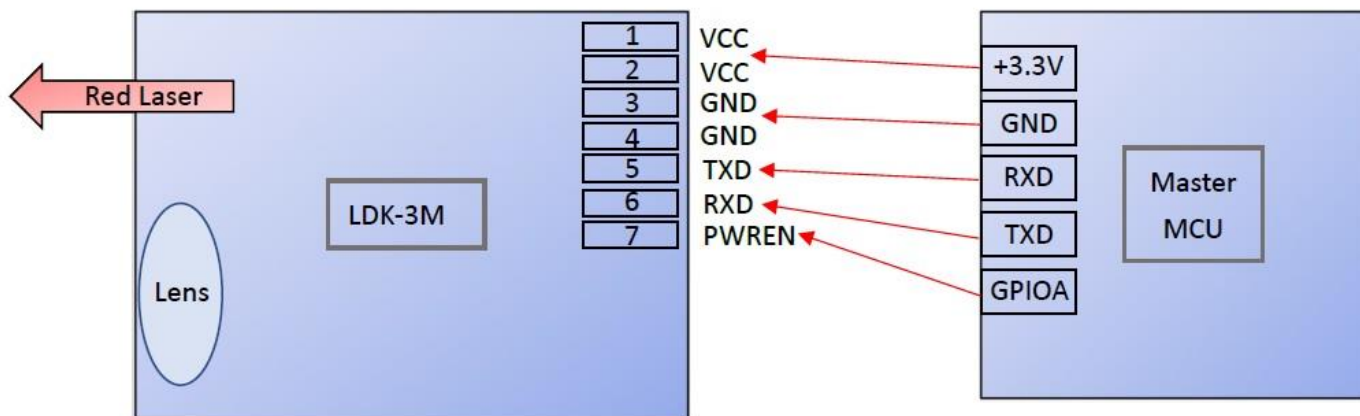 1 VCC
2 VCC
3 GND
4 GND
5 TXD
6 RXD
7 PWREN
Red Laser
LDK-3M
Lens
+3.3V
GND
RXD
TXD
GPIOA
Master
MCU